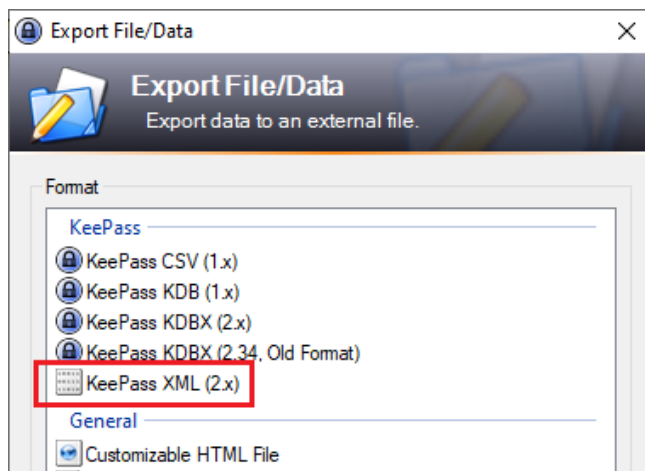 Export File/Data
Export File/Data
Export data to an external file.
Format
KeePass
KeePass CSV (1.x)
KeePass KDB (1.x)
KeePass KDBX (2.x)
KeePass KDBX (2.34, Old Format)
KeePass XML (2.x)
General
Customizable HTML File